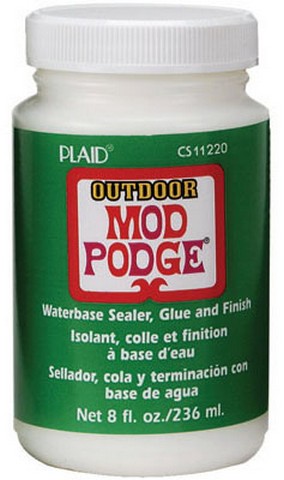 PLAID® CS11220
OUTDOOR
MOD
PODGE®
Waterbase Sealer, Glue and Finish
Isolant, colle et finition
à base d'eau
Sellador, cola y terminación con
base de agua
Net 8 fl. oz./236 ml.